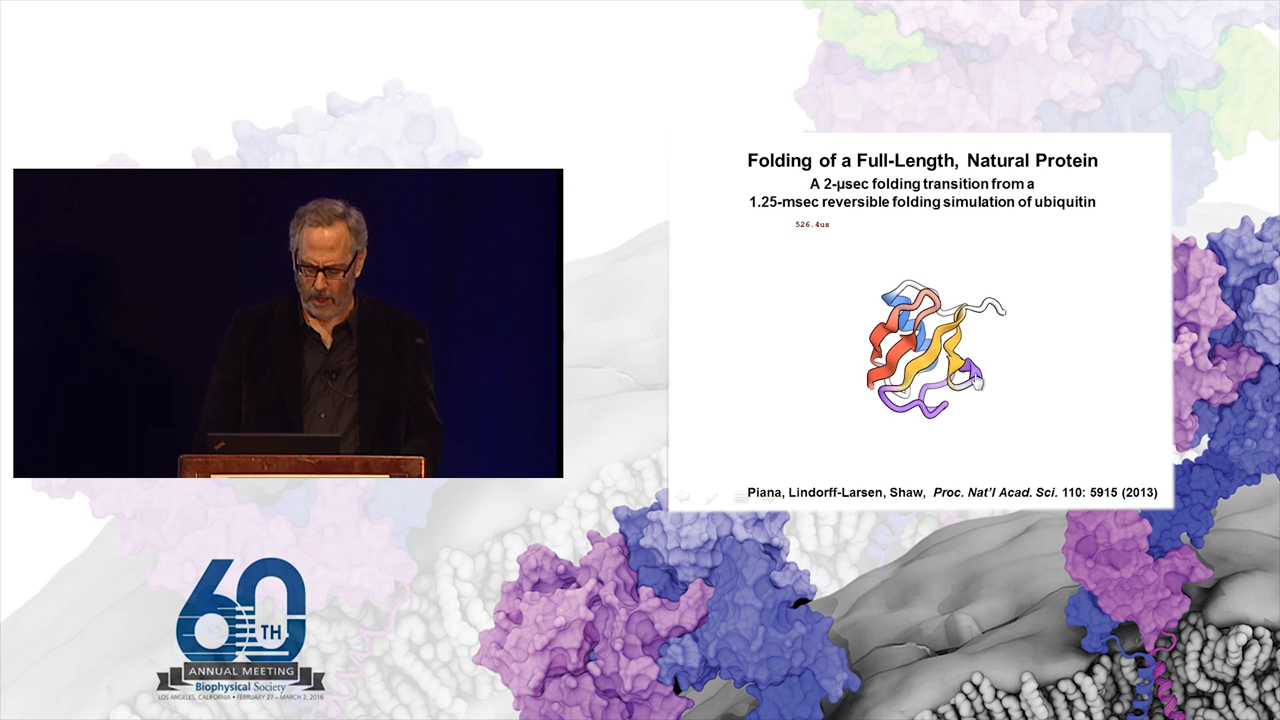 Folding of a Full-Length, Natural Protein
A 2-µsec folding transition from a
1.25-msec reversible folding simulation of ubiquitin
526.4us
Piana, Lindorff-Larsen, Shaw, Proc. Nat'l Acad. Sci. 110: 5915 (2013)
60
TH
ANNUAL MEETING
Biophysical Society
LOS ANGELES, CALIFORNIA • FEBRUARY 27 – MARCH 2, 2016